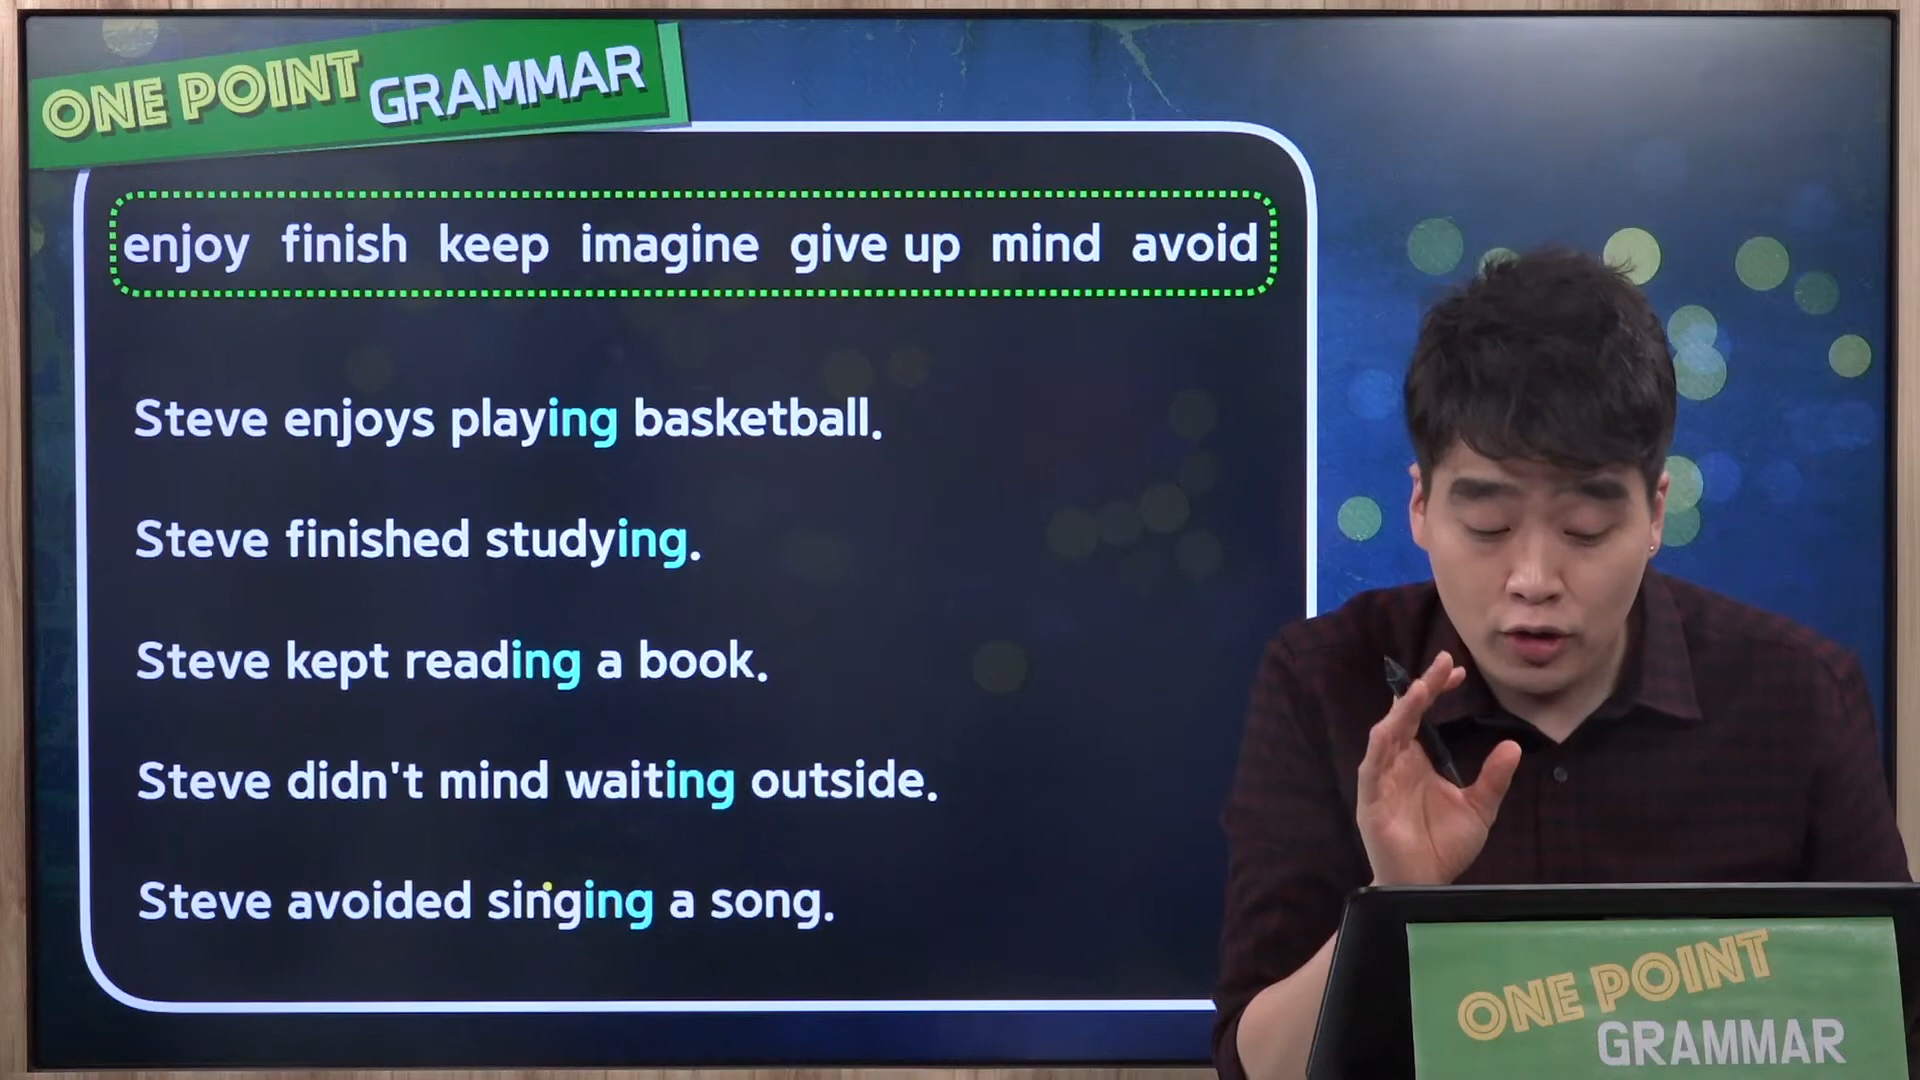 ONE POINT GRAMMAR
enjoy finish keep imagine give up mind avoid
Steve enjoys playing basketball.
Steve finished studying.
Steve kept reading a book.
Steve didn't mind waiting outside.
Steve avoided singing a song.
ONE POINT
GRAMMAR